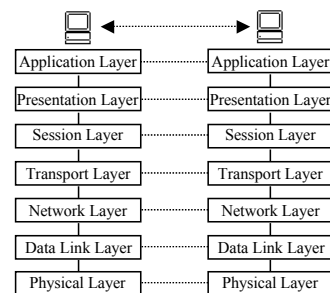 Application Layer Application Layer
Presentation Layer Presentation Layer
Session Layer Session Layer
Transport Layer Transport Layer
Network Layer Network Layer
Data Link Layer Data Link Layer
Physical Layer Physical Layer